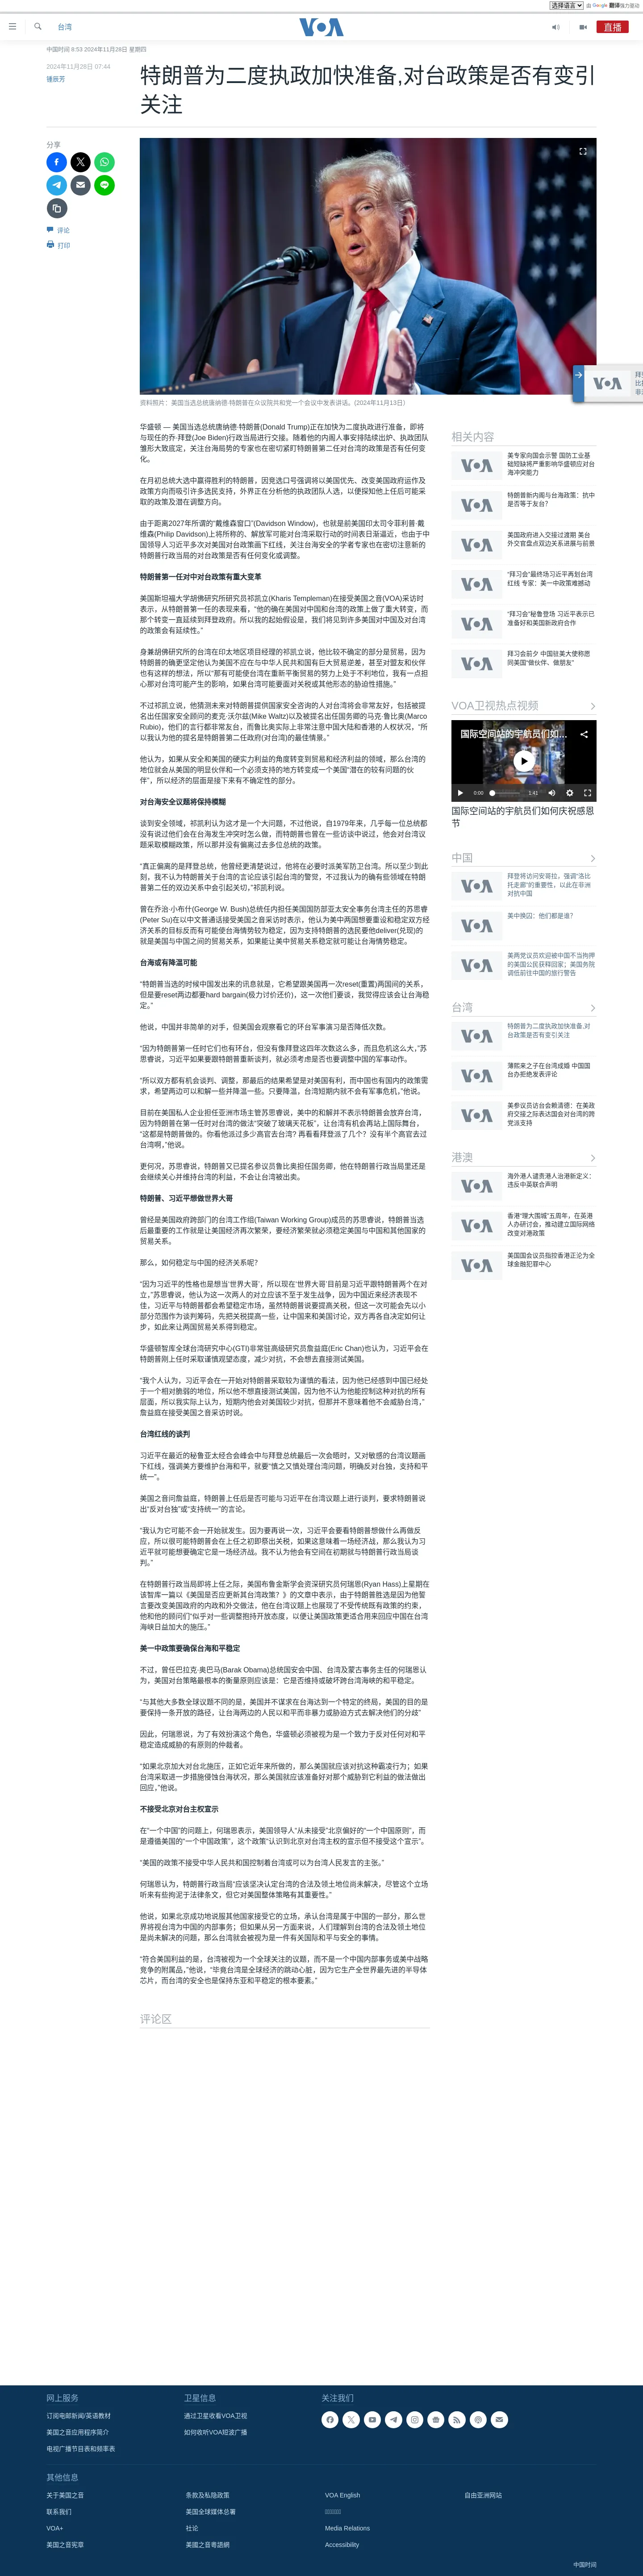 选择语言
由 Google 翻译强力驱动
台湾
VOA
直播
中国时间 8:53 2024年11月28日 星期四
2024年11月28日 07:44
锺辰芳
特朗普为二度执政加快准备,对台政策是否有变引
关注
分享
评论
打印
资料照片：美国当选总统唐纳德·特朗普在众议院共和党一个会议中发表讲话。(2024年11月13日)
华盛顿 — 美国当选总统唐纳德·特朗普(Donald Trump)正在加快为二度执政进行准备，即将
与现任的乔·拜登(Joe Biden)行政当局进行交接。随着他的内阁人事安排陆续出炉、执政团队
雏形大致底定，关注台海局势的专家也在密切紧盯特朗普第二任对台湾的政策是否有任何变
化。
在月初总统大选中赢得胜利的特朗普，因竞选口号强调将以美国优先、改变美国政府运作及
政策方向而吸引许多选民支持，外界正在分析他的执政团队人选，以便探知他上任后可能采
取的政策及潜在调整方向。
由于距离2027年所谓的“戴维森窗口”(Davidson Window)，也就是前美国印太司令菲利普·戴
维森(Philip Davidson)上将所称的、解放军可能对台湾采取行动的时间表日渐逼近，也由于中
国领导人习近平多次对美国对台政策画下红线，关注台海安全的学者专家也在密切注意新的
特朗普行政当局的对台政策是否有任何变化或调整。
特朗普第一任对中对台政策有重大变革
美国斯坦福大学胡佛研究所研究员祁凯立(Kharis Templeman)在接受美国之音(VOA)采访时
表示，从特朗普第一任的表现来看，“他的确在美国对中国和台湾的政策上做了重大转变，而
那个转变一直延续到拜登政府。所以我的起始假设是，我们将见到许多美国对中国及对台湾
的政策会有延续性。”
身兼胡佛研究所的台湾在印太地区项目经理的祁凯立说，他比较不确定的部分是贸易，因为
特朗普的确更坚定他认为美国不应在与中华人民共和国有巨大贸易逆差，甚至对盟友和伙伴
也有这样的想法，所以“那有可能使台湾在重新平衡贸易的努力上处于不利地位，我有一点担
心那对台湾可能产生的影响，如果台湾可能要面对关税或其他形态的胁迫性措施。”
不过祁凯立说，他猜测未来对特朗普提供国家安全咨询的人对台湾将会非常友好，包括被提
名出任国家安全顾问的麦克·沃尔兹(Mike Waltz)以及被提名出任国务卿的马克·鲁比奥(Marco
Rubio)，他们的言行都非常友台，而鲁比奥实际上非常注意中国大陆和香港的人权状况，“所
以我认为他的提名是特朗普第二任政府(对台湾)的最佳情景。”
他认为，如果从安全和美国的硬实力利益的角度转变到贸易和经济利益的领域，那么台湾的
地位就会从美国的明显伙伴和一个必须支持的地方转变成一个美国“潜在的较有问题的伙
伴”，所以经济的层面是接下来有不确定性的部分。
对台海安全议题将保持模糊
谈到安全领域，祁凯利认为这才是一个大问题，不过他说，自1979年来，几乎每一位总统都
没有说过他们会在台海发生冲突时怎么做，而特朗普也曾在一些访谈中说过，他会对台湾议
题采取模糊政策，所以那并没有偏离过去多位总统的政策。
“真正偏离的是拜登总统，他曾经更清楚说过，他将在必要时派美军防卫台湾。所以至少到此
刻，我不认为特朗普关于台湾的言论应该引起台湾的警觉，不过我认为的确有些领域在特朗
普第二任的双边关系中会引起关切，”祁凯利说。
曾在乔治·小布什(George W. Bush)总统任内担任美国国防部亚太安全事务台湾主任的苏思睿
(Peter Su)在以中文普通话接受美国之音采访时表示，他认为美中两国想要重设和稳定双方经
济关系的目标反而有可能使台海情势较为稳定，因为支持特朗普的选民要他deliver(兑现)的
就是美国与中国之间的贸易关系，如果能让美中贸易关系稳定就可能让台海情势稳定。
台海或有降温可能
“特朗普当选的时候中国发出来的讯息就是，它希望跟美国再一次reset(重置)两国间的关系，
但是要reset两边都要hard bargain(极力讨价还价)，这一次他们要谈，我觉得应该会让台海稳
定。”
他说，中国并非简单的对手，但美国会观察看它的环台军事演习是否降低次数。
“因为特朗普第一任时它们也有环台，但没有像拜登这四年次数这么多，而且危机这么大，”苏
思睿说，习近平如果要跟特朗普重新谈判，就必须考虑是否也要调整中国的军事动作。
“所以双方都有机会谈判、调整，那最后的结果希望是对美国有利，而中国也有国内的政策需
求，希望两边可以和解一些并降温一些。只要降温，台湾短期内就不会有军事危机，”他说。
目前在美国私人企业担任亚洲市场主管苏思睿说，美中的和解并不表示特朗普会放弃台湾，
因为特朗普在第一任时对台湾的做法“突破了玻璃天花板”，让台湾有机会再站上国际舞台，
“这都是特朗普做的。你看他派过多少高官去台湾? 再看看拜登派了几个？没有半个高官去过
台湾啊，”他说。
更何况，苏思睿说，特朗普又已提名参议员鲁比奥担任国务卿，他在特朗普行政当局里还是
会继续关心并维持台湾的利益，不会让台湾被出卖。
特朗普、习近平想做世界大哥
曾经是美国政府跨部门的台湾工作组(Taiwan Working Group)成员的苏思睿说，特朗普当选
后最重要的工作就是让美国经济再次繁荣，要经济繁荣就必须稳定美国与中国和其他国家的
贸易关系。
那么，如何稳定与中国的经济关系呢?
“因为习近平的性格也是想当‘世界大哥’，所以现在‘世界大哥’目前是习近平跟特朗普两个在对
立，”苏思睿说，他认为这一次两人的对立应该不至于发生战争，因为中国近来经济表现不
佳，习近平与特朗普都会希望稳定市场，虽然特朗普说要提高关税，但这一次可能会先以小
部分范围作为谈判筹码，先把关税提高一些，让中国来和美国讨论，双方再各自决定如何让
步，如此来让两国贸易关系得到稳定。
华盛顿智库全球台湾研究中心(GTI)非常驻高级研究员詹益庭(Eric Chan)也认为，习近平会在
特朗普刚上任时采取谨慎观望态度，减少对抗，不会想去直接测试美国。
“我个人认为，习近平会在一开始对特朗普采取较为谨慎的看法，因为他已经感到中国已经处
于一个相对脆弱的地位，所以他不想直接测试美国，因为他不认为他能控制这种对抗的所有
层面，所以我实际上认为，短期内他会对美国较少对抗，但那并不意味着他不会威胁台湾，”
詹益庭在接受美国之音采访时说。
台湾红线的谈判
习近平在最近的秘鲁亚太经合会峰会中与拜登总统最后一次会晤时，又对敏感的台湾议题画
下红线，强调美方要维护台海和平，就要“慎之又慎处理台湾问题，明确反对台独，支持和平
统一”。
美国之音问詹益庭，特朗普上任后是否可能与习近平在台湾议题上进行谈判，要求特朗普说
出“反对台独”或“支持统一”的言论。
“我认为它可能不会一开始就发生。因为要再说一次，习近平会要看特朗普想做什么再做反
应，所以很可能特朗普会在上任之初即祭出关税，如果这意味着一场经济战，那么我认为习
近平就可能想要确定它是一场经济战。我不认为他会有空间在初期就与特朗普行政当局谈
判。”
在特朗普行政当局即将上任之际，美国布鲁金斯学会资深研究员何瑞恩(Ryan Hass)上星期在
该智库一篇以《美国是否应更新其台湾政策？》的文章中表示，由于特朗普胜选是因为他誓
言要改变美国政府的内政和外交做法，他在台湾议题上也展现了不受传统既有政策的约束，
他和他的顾问“似乎对一些调整抱持开放态度，以便让美国政策更适合用来回应中国在台湾
海峡日益加大的施压。”
美一中政策要确保台海和平稳定
不过，曾任巴拉克·奥巴马(Barak Obama)总统国安会中国、台湾及蒙古事务主任的何瑞恩认
为，美国对台策略最根本的衡量原则应该是：它是否维持或破坏跨台湾海峡的和平稳定。
“与其他大多数全球议题不同的是，美国并不谋求在台海达到一个特定的终局，美国的目的是
要保持一条开放的路径，让台海两边的人民以和平而非暴力或胁迫方式去解决他们的分歧”
因此，何瑞恩说，为了有效扮演这个角色，华盛顿必须被视为是一个致力于反对任何对和平
稳定造成威胁的有原则的仲裁者。
“如果北京加大对台北施压，正如它近年来所做的，那么美国就应该对抗这种霸凌行为；如果
台湾采取进一步措施侵蚀台海状况，那么美国就应该准备好对那个威胁到它利益的做法做出
回应，”他说。
不接受北京对台主权宣示
在“一个中国”的问题上，何瑞恩表示，美国领导人“从未接受”北京偏好的“一个中国原则”，而
是遵循美国的“一个中国政策”，这个政策“认识到北京对台湾主权的宣示但不接受这个宣示”。
“美国的政策不接受中华人民共和国控制着台湾或可以为台湾人民发言的主张。”
何瑞恩认为，特朗普行政当局“应该坚决认定台湾的合法及领土地位尚未解决，尽管这个立场
听来有些拘泥于法律条文，但它对美国整体策略有其重要性。”
他说，如果北京成功地说服其他国家接受它的立场，承认台湾是属于中国的一部分，那么世
界将视台湾为中国的内部事务；但如果从另一方面来说，人们理解到台湾的合法及领土地位
是尚未解决的问题，那么台湾就会被视为是一件有关国际和平与安全的事情。
“符合美国利益的是，台湾被视为一个全球关注的议题，而不是一个中国内部事务或美中战略
竞争的附属品，”他说，“毕竟台湾是全球经济的跳动心脏，因为它生产全世界最先进的半导体
芯片，而台湾的安全也是保持东亚和平稳定的根本要素。”
评论区
相关内容
美专家向国会示警 国防工业基
础短缺将严重影响华盛顿应对台
海冲突能力
特朗普新内阁与台海政策：抗中
是否等于友台?
美国政府进入交接过渡期 美台
外交官盘点双边关系进展与前景
“拜习会”最终场习近平再划台湾
红线 专家：美一中政策难撼动
“拜习会”秘鲁登场 习近平表示已
准备好和美国新政府合作
拜习会前夕 中国驻美大使称愿
同美国“做伙伴、做朋友”
VOA卫视热点视频
国际空间站的宇航员们如...
0:00
1:41
国际空间站的宇航员们如何庆祝感恩
节
中国
拜登将访问安哥拉，强调“洛比
托走廊”的重要性，以此在非洲
对抗中国
美中换囚：他们都是谁?
美两党议员欢迎被中国不当拘押
的美国公民获释回家；美国务院
调低前往中国的旅行警告
台湾
特朗普为二度执政加快准备,对
台政策是否有变引关注
薄熙来之子在台湾成婚 中国国
台办拒绝发表评论
美参议员访台会赖清德：在美政
府交接之际表达国会对台湾的跨
党派支持
港澳
海外港人谴责港人治港新定义：
违反中英联合声明
香港“理大围城”五周年，在英港
人办研讨会，推动建立国际网络
改变对港政策
美国国会议员指控香港正沦为全
球金融犯罪中心
网上服务
订阅电邮新闻/英语教材
美国之音应用程序简介
电视广播节目表和频率表
卫星信息
通过卫星收看VOA卫视
如何收听VOA短波广播
关注我们
其他信息
关于美国之音
联系我们
VOA+
美国之音宪章
条款及私隐政策
美国全球媒体总署
社论
美國之音粵語網
VOA English
Media Relations
Accessibility
自由亚洲网站
中国时间